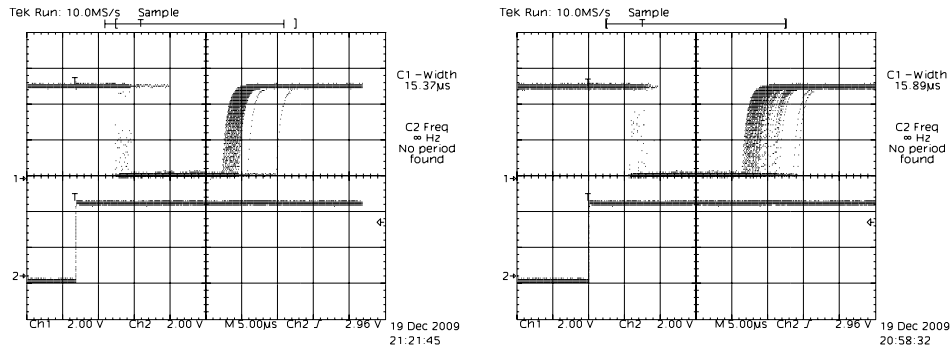 Tek Run: 10.0MS/s Sample
C1 -Width
15.37µs
C2 Freq
∞ Hz
No period
found
T
1
T
2
Ch1 2.00 V Ch2 2.00 V M 5.00µs Ch2 2.96 V
19 Dec 2009
21:21:45
Tek Run: 10.0MS/s Sample
C1 -Width
15.89µs
C2 Freq
∞ Hz
No period
found
T
1
T
2
Ch1 2.00 V Ch2 2.00 V M 5.00µs Ch2 2.96 V
19 Dec 2009
20:58:32